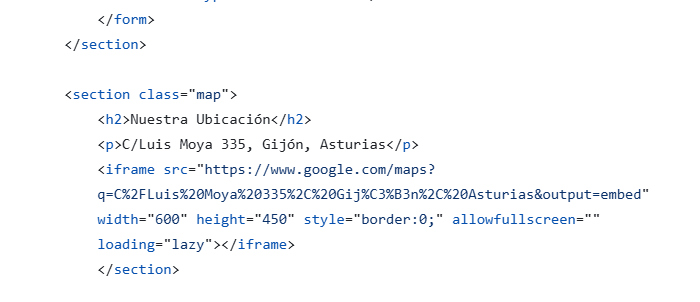 </form>
</section>
<section class="map">
<h2>Nuestra Ubicación</h2>
<p>C/Luis Moya 335, Gijón, Asturias</p>
<iframe src="https://www.google.com/maps?
q=C%2FLuis%20Moya%20335%2C%20Gij%C3%B3n%2C%20Asturias&output=embed"
width="600" height="450" style="border:0;" allowfullscreen=""
loading="lazy"></iframe>
</section>